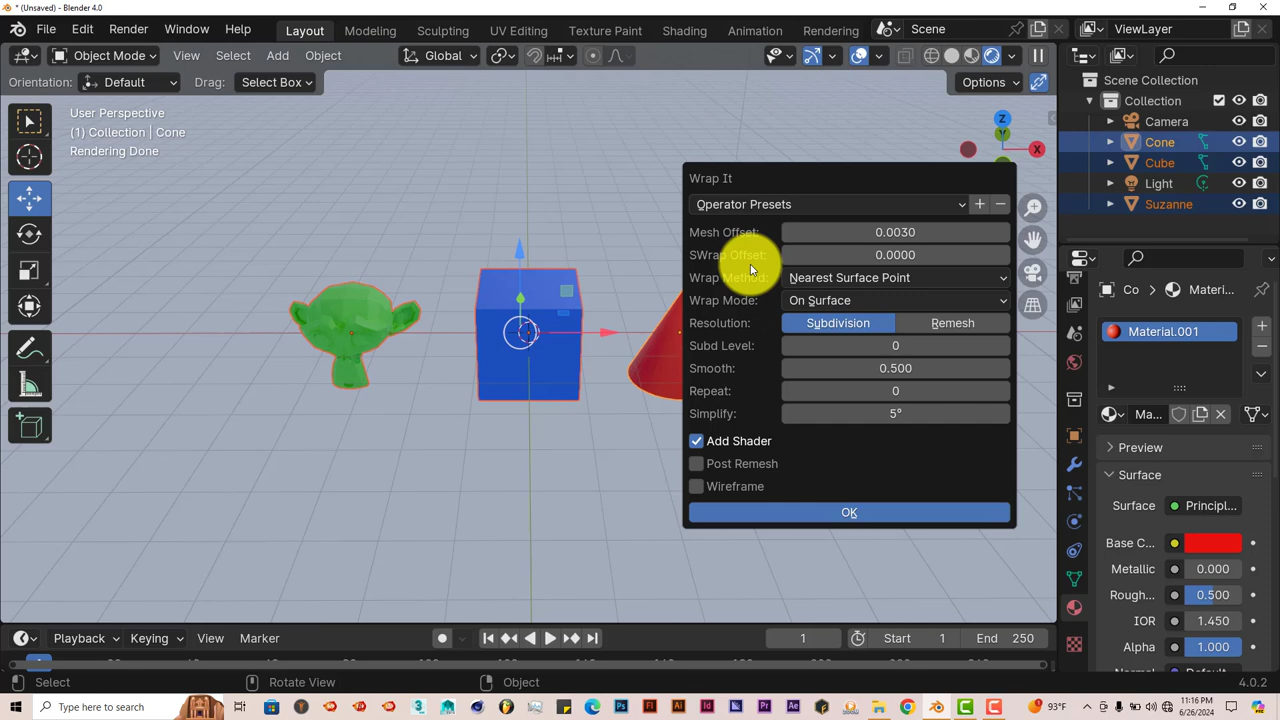 * (Unsaved) - Blender 4.0
File Edit Render Window Help Layout Modeling Sculpting UV Editing Texture Paint Shading Animation Rendering Scene ViewLayer
Object Mode View Select Add Object Global
Orientation: Default Drag: Select Box Options
User Perspective
(1) Collection | Cone
Rendering Done
Z
Y
X
Wrap It
Operator Presets
Mesh Offset: 0.0030
SWrap Offset: 0.0000
Wrap Method: Nearest Surface Point
Wrap Mode: On Surface
Resolution: Subdivision Remesh
Subd Level: 0
Smooth: 0.500
Repeat: 0
Simplify: 5°
Add Shader
Post Remesh
Wireframe
OK
Scene Collection
Collection
Camera
Cone
Cube
Light
Suzanne
Co Materi...
Material.001
Ma...
Preview
Surface
Surface Principl...
Base C...
Metallic 0.000
Rough... 0.500
IOR 1.450
Alpha 1.000
Normal Default
Playback Keying View Marker 1 Start 1 End 250
Select Rotate View Object 4.0.2
Type here to search
93°F
11:16 PM
6/26/2024